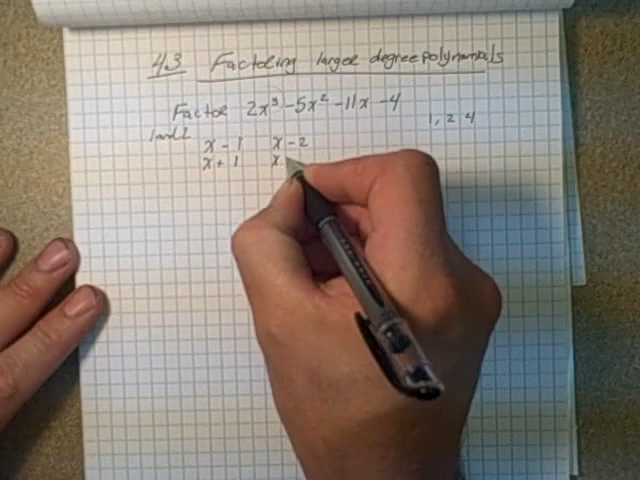 4.3 Factoring larger degree polynomials
Factor 2x³ -5x² -11x -4
1, 2 4
1 and 2
x - 1 x - 2
x + 1 x